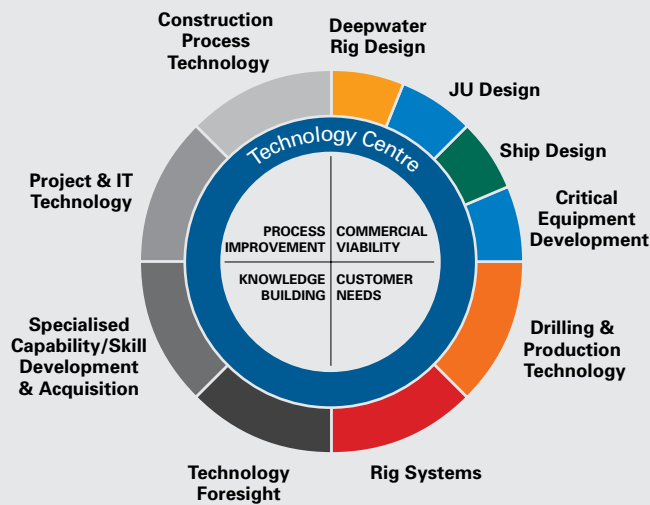 Construction
Process
Technology
Deepwater
Rig Design
JU Design
Ship Design
Critical
Equipment
Development
Drilling &
Production
Technology
Rig Systems
Technology
Foresight
Specialised
Capability/Skill
Development
& Acquisition
Project & IT
Technology
Technology Centre
PROCESS
IMPROVEMENT
COMMERCIAL
VIABILITY
KNOWLEDGE
BUILDING
CUSTOMER
NEEDS